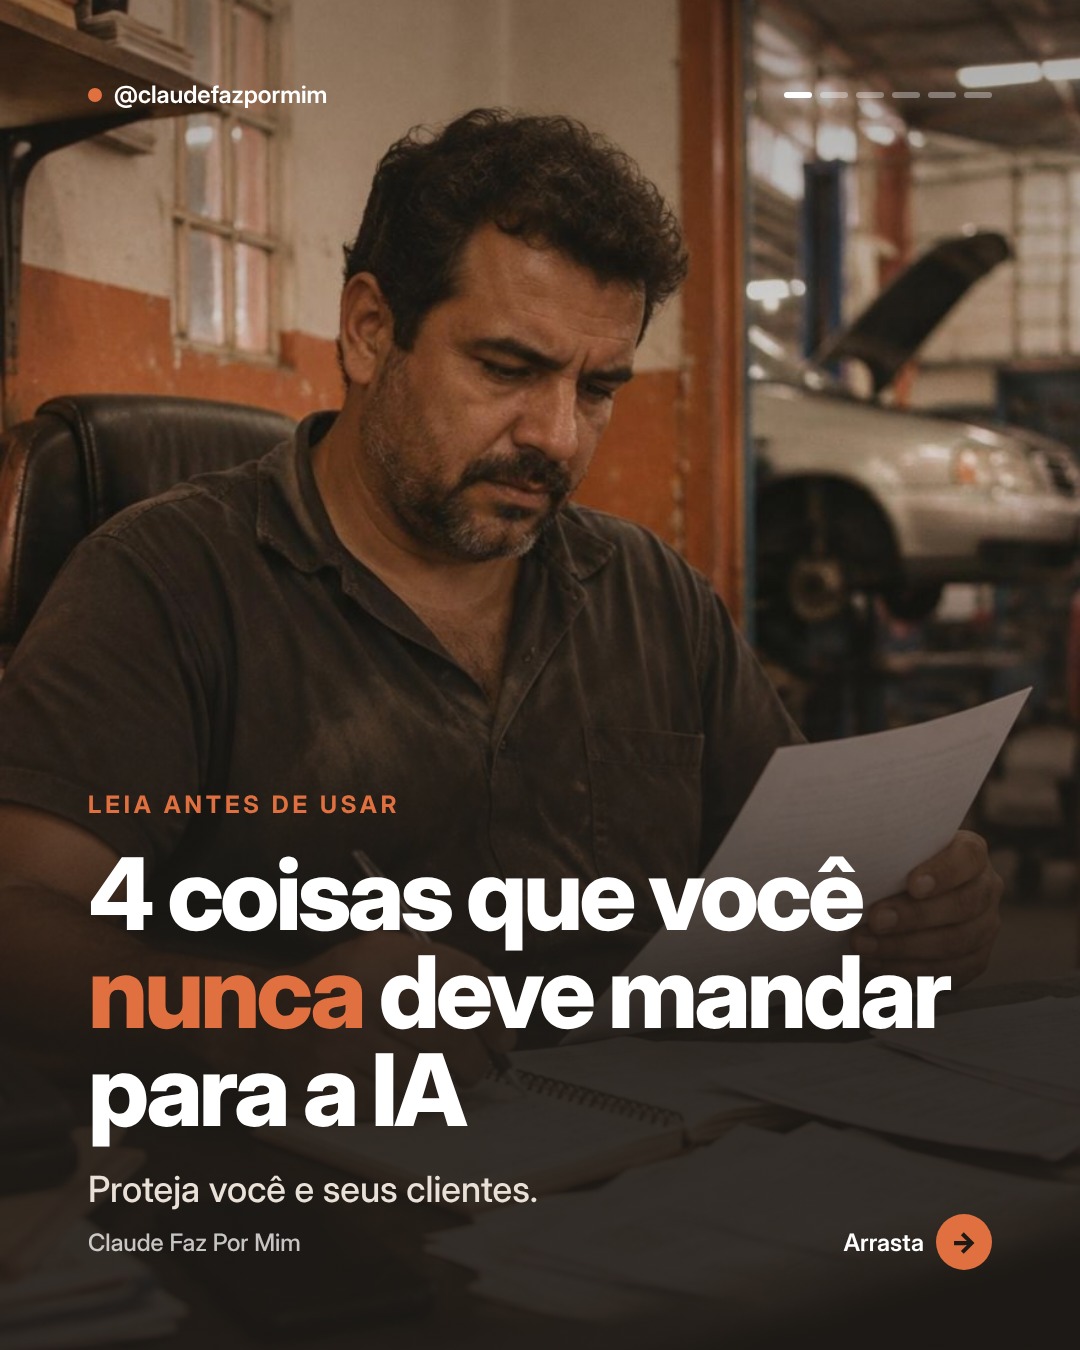 @claudefazpormim
LEIA ANTES DE USAR
4 coisas que você
nunca deve mandar
para a IA
Proteja você e seus clientes.
Claude Faz Por Mim
Arrasta